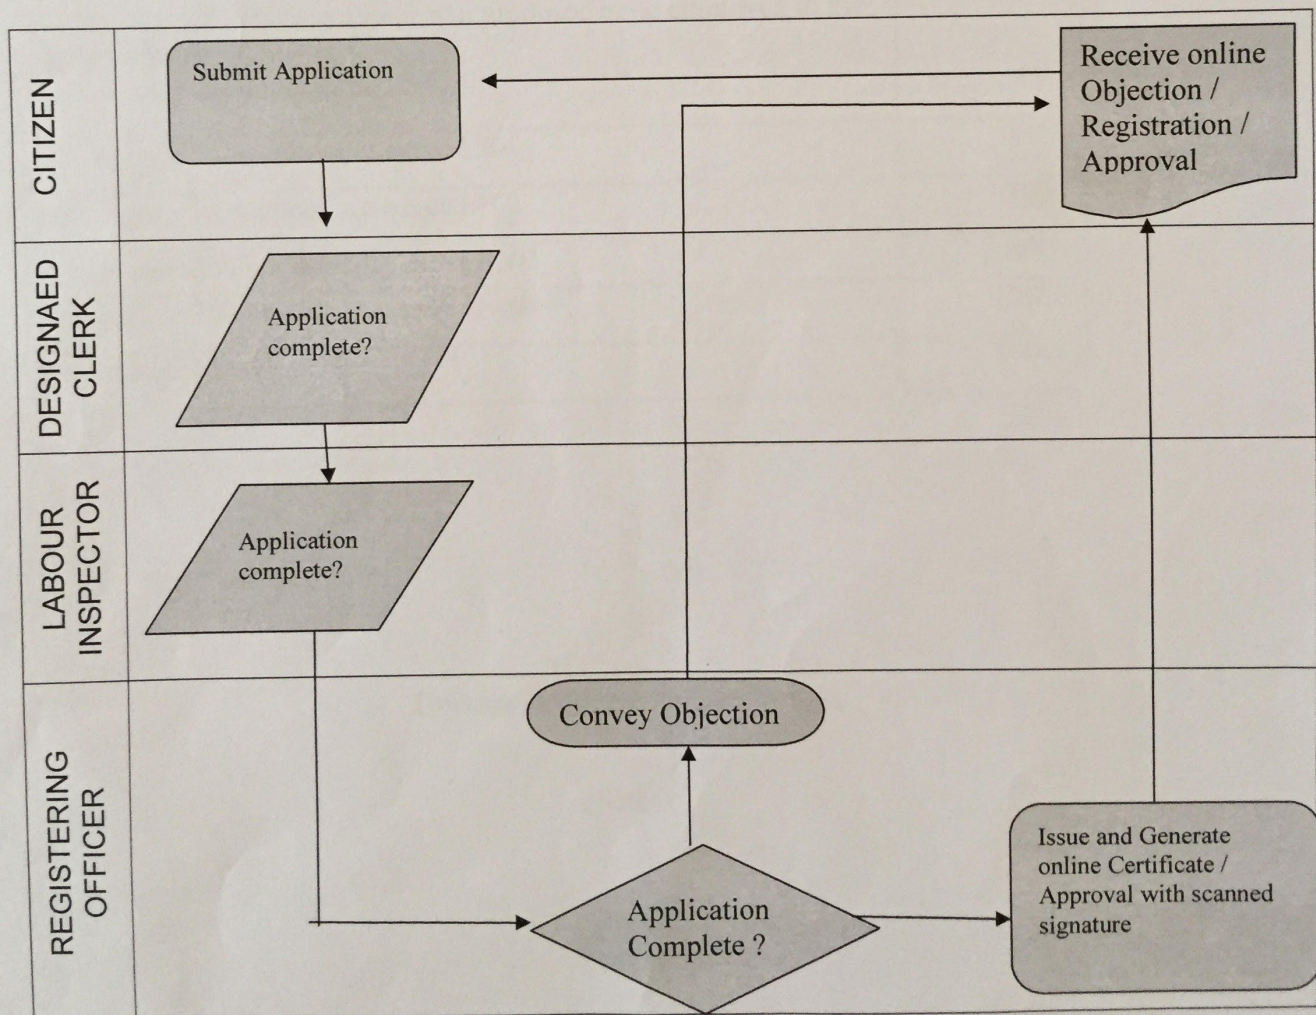 CITIZEN
Submit Application
Receive online
Objection /
Registration /
Approval
DESIGNAED
CLERK
Application
complete?
LABOUR
INSPECTOR
Application
complete?
REGISTERING
OFFICER
Convey Objection
Application
Complete ?
Issue and Generate
online Certificate /
Approval with scanned
signature